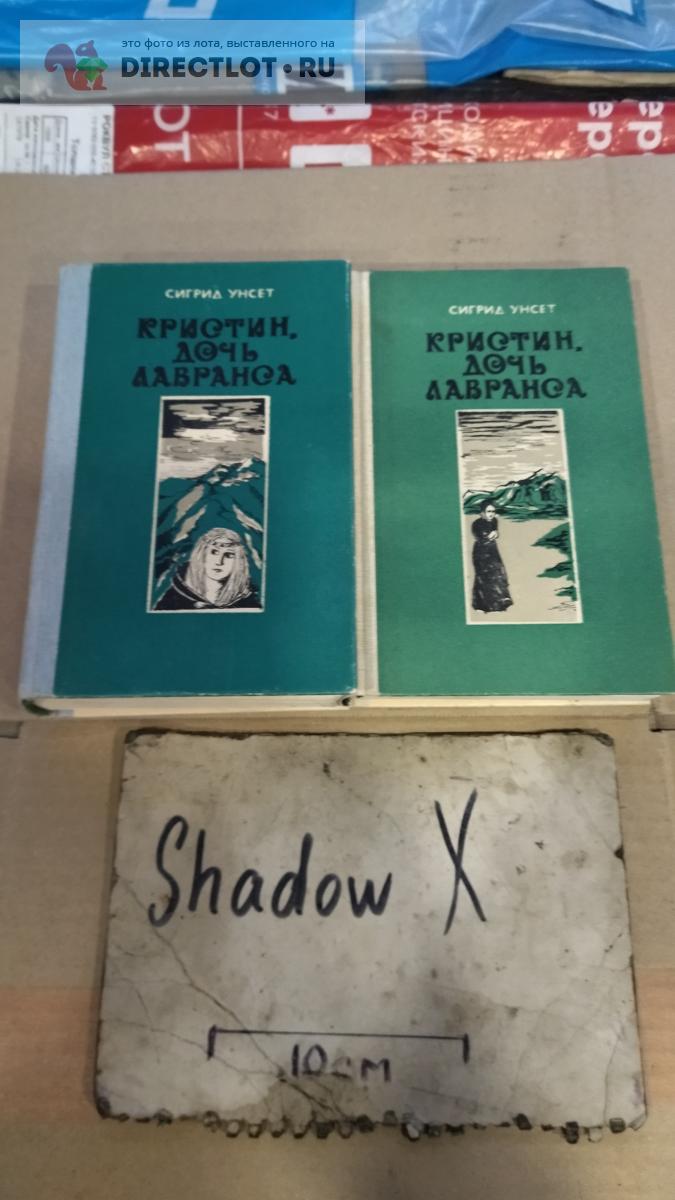 это фото из лота, выставленного на
DIRECTLOT.RU
СИГРИД УНСЕТ
КРИСТИН,
ДОЧЬ
ЛАВРАНСА
СИГРИД УНСЕТ
КРИСТИН,
ДОЧЬ
ЛАВРАНСА
Shadow X
10см